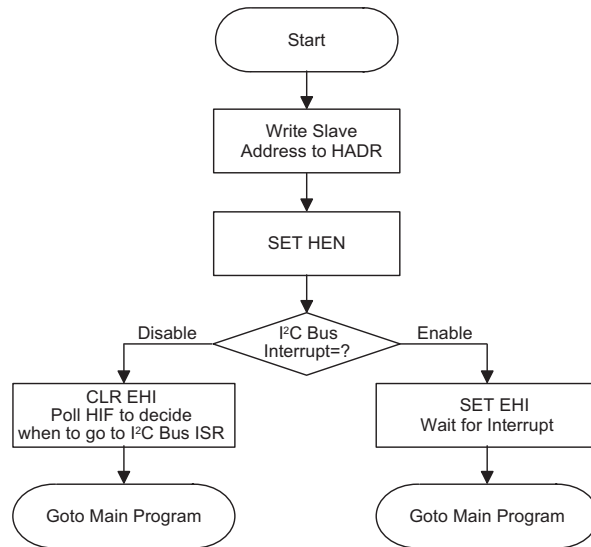 Start
Write Slave
Address to HADR
SET HEN
I²C Bus
Interrupt=?
Disable
Enable
CLR EHI
Poll HIF to decide
when to go to I²C Bus ISR
SET EHI
Wait for Interrupt
Goto Main Program
Goto Main Program